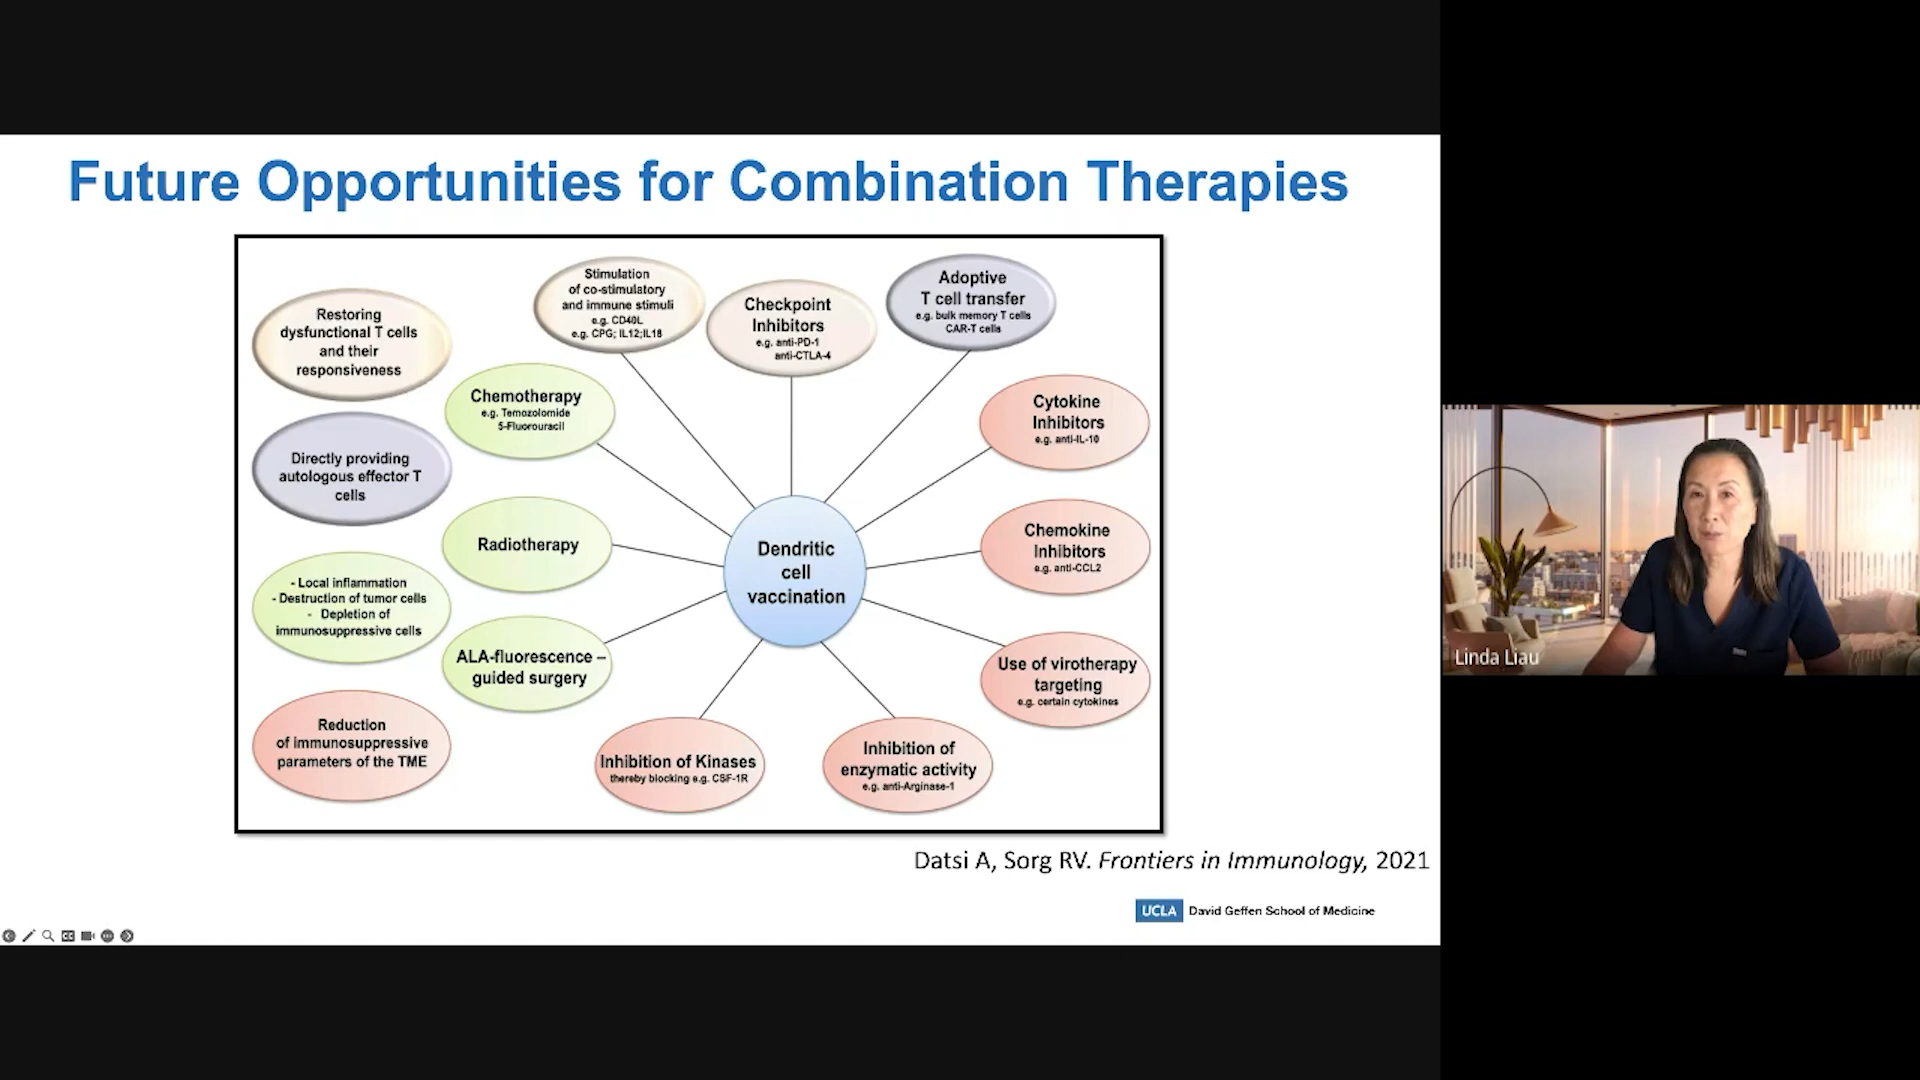 Future Opportunities for Combination Therapies
Restoring
dysfunctional T cells
and their
responsiveness
Directly providing
autologous effector T
cells
- Local inflammation
- Destruction of tumor cells
- Depletion of
immunosuppressive cells
Reduction
of immunosuppressive
parameters of the TME
Stimulation
of co-stimulatory
and immune stimuli
e.g. CD40L
e.g. CPG; IL12;IL18
Checkpoint
Inhibitors
e.g. anti-PD-1
anti-CTLA-4
Adoptive
T cell transfer
e.g. bulk memory T cells
CAR-T cells
Chemotherapy
e.g. Temozolomide
5-Fluorouracil
Cytokine
Inhibitors
e.g. anti-IL-10
Radiotherapy
Dendritic
cell
vaccination
Chemokine
Inhibitors
e.g. anti-CCL2
ALA-fluorescence –
guided surgery
Use of virotherapy
targeting
e.g. certain cytokines
Inhibition of Kinases
thereby blocking e.g. CSF-1R
Inhibition of
enzymatic activity
e.g. anti-Arginase-1
Datsi A, Sorg RV. Frontiers in Immunology, 2021
UCLA David Geffen School of Medicine
Linda Liau